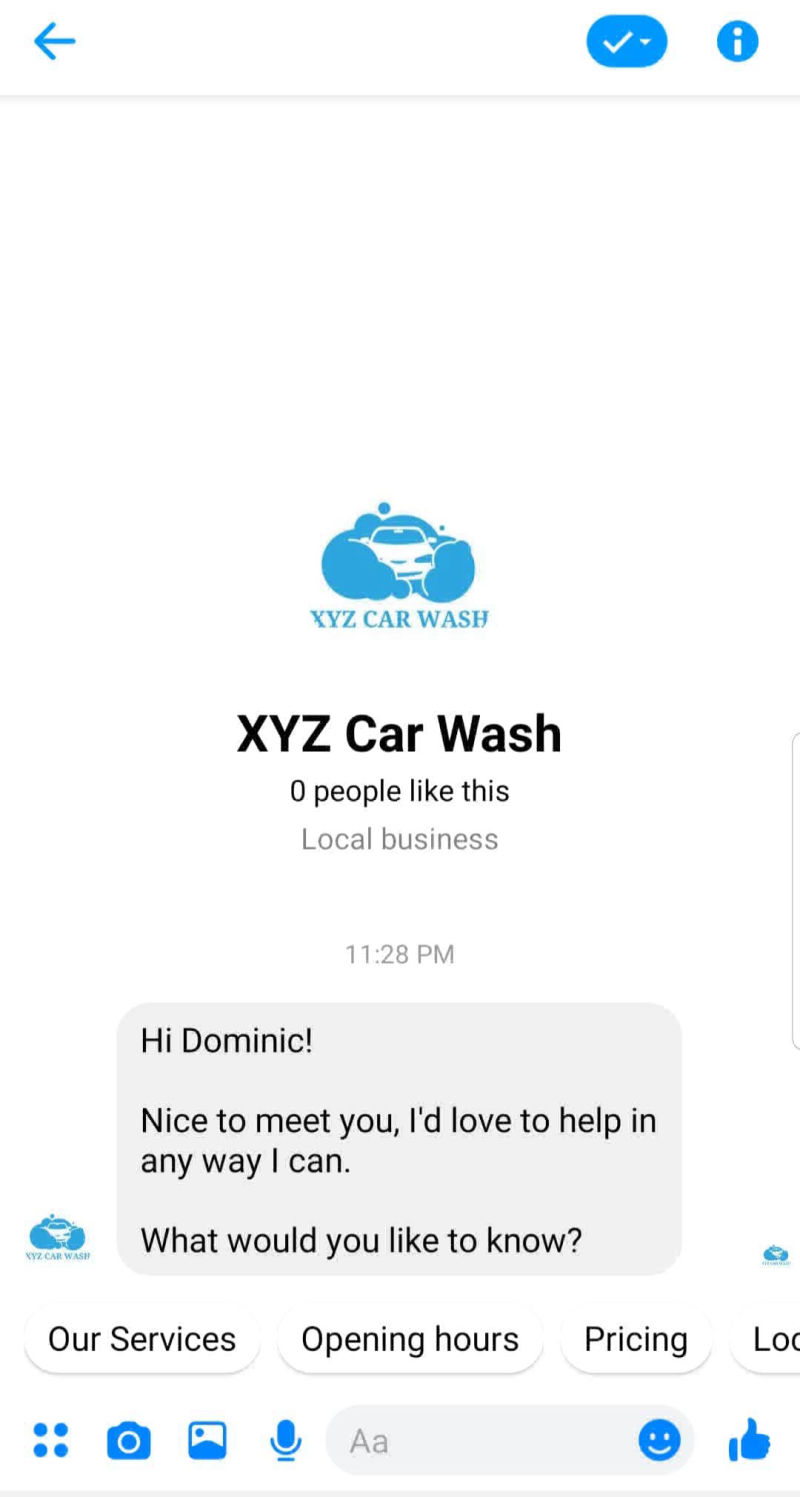 XYZ CAR WASH
XYZ Car Wash
0 people like this
Local business
11:28 PM
Hi Dominic!
Nice to meet you, I'd love to help in
any way I can.
What would you like to know?
XYZ CAR WASH
Our Services
Opening hours
Pricing
Loc
Aa